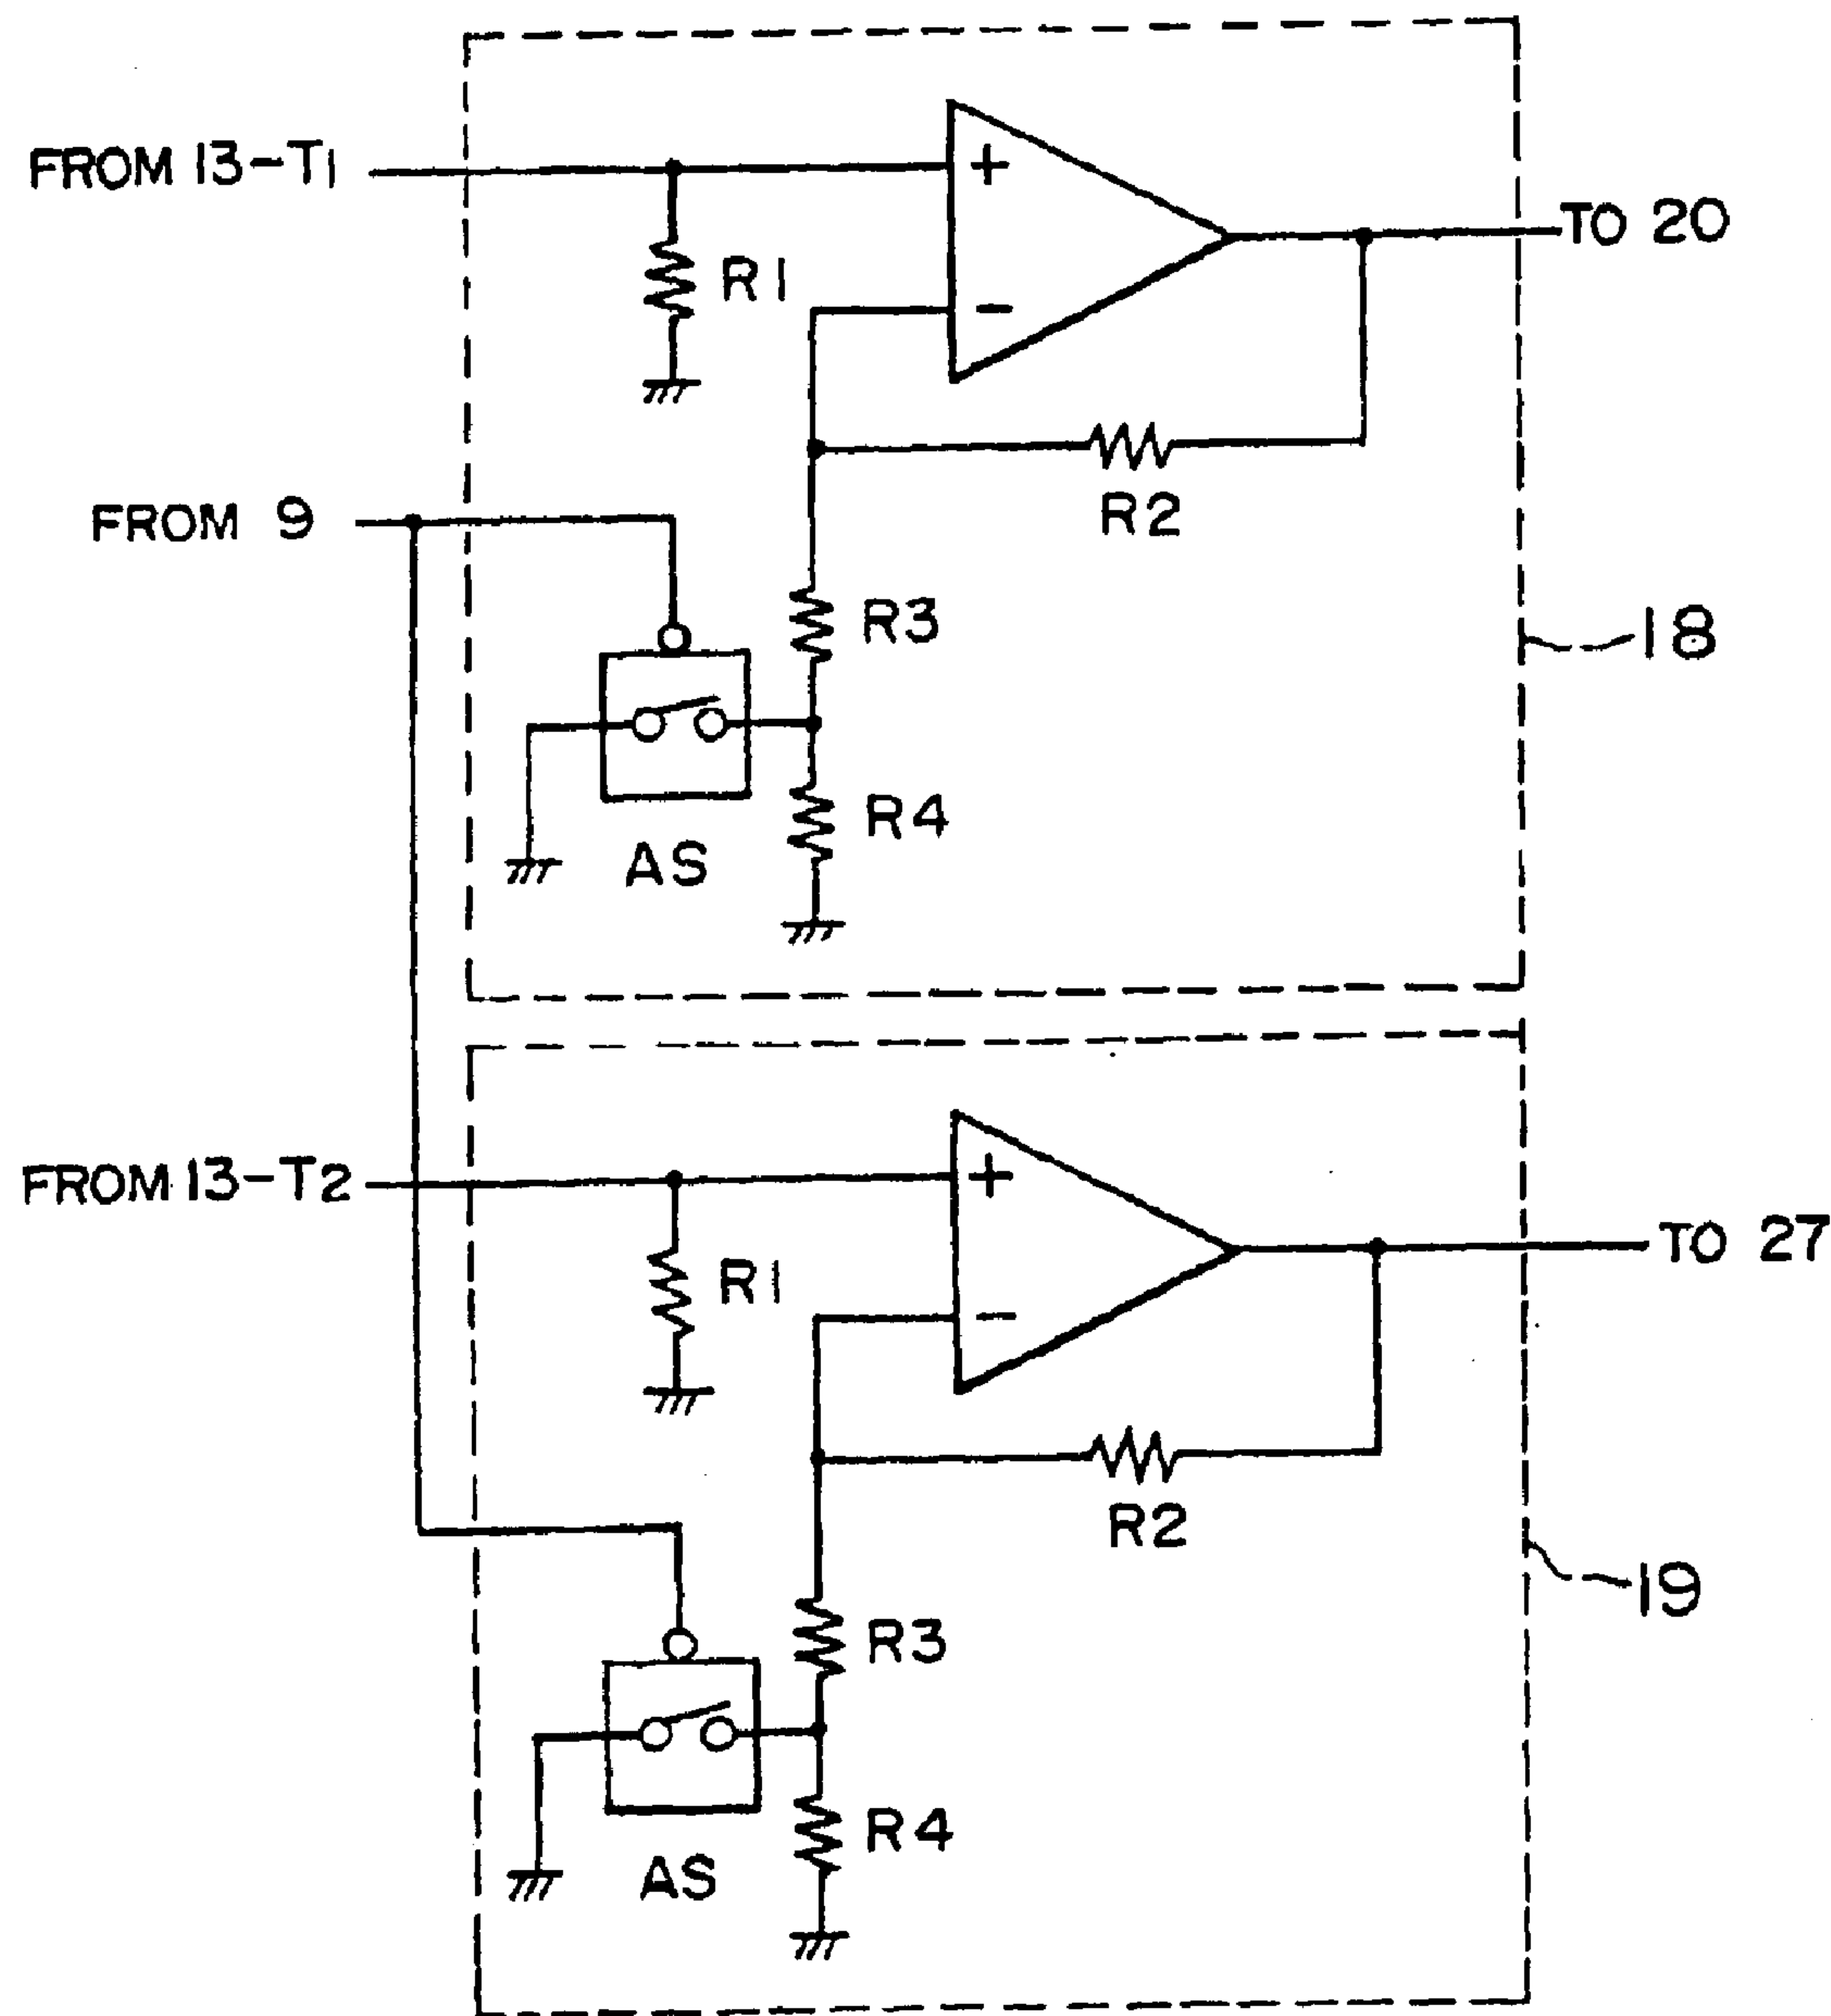 FROM 13-T1
+
TO 20
R1
-
R2
FROM 9
R3
18
R4
AS
FROM 13-T2
+
TO 27
R1
-
R2
R3
19
R4
AS